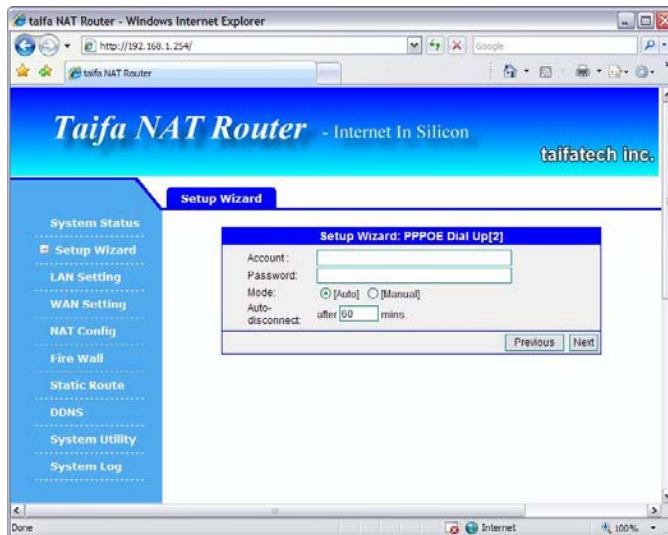 taifa NAT Router - Windows Internet Explorer
http://192.168.1.254/
Google
taifa NAT Router
Taifa NAT Router - Internet In Silicon
taifatech inc.
Setup Wizard
System Status
Setup Wizard
LAN Setting
WAN Setting
NAT Config
Fire Wall
Static Route
DDNS
System Utility
System Log
Setup Wizard: PPPOE Dial Up[2]
Account :
Password:
Mode: [Auto] [Manual]
Auto-disconnect: after 60 mins.
Previous Next
Done
Internet
100%